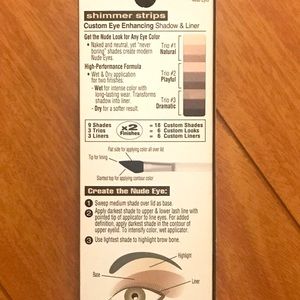 shimmer strips
Custom Eye Enhancing Shadow & Liner
Get the Nude Look for Any Eye Color
• Naked and neutral, yet "never
boring" shades create modern
Nude Eyes.
Trio #1
Natural
High-Performance Formula
• Wet & Dry application
for two finishes.
Trio #2
Playful
- Wet for intense color with
long-lasting wear. Transforms
shadow into liner.
- Dry for a softer result.
Trio #3
Dramatic
9 Shades
3 Trios
3 Liners
x2
Finishes
= 18 Custom Shades
= 6 Custom Looks
= 6 Custom Liners
Flat side for applying color all over lid
Tip for lining
Slanted top for applying contour color
Create the Nude Eye:
1 Sweep medium shade over lid as base.
2 Apply darkest shade to upper & lower lash line with
pointed tip of applicator to line eyes. For added
definition, apply darkest shade in the contour
of upper eyelid. To intensify color, wet applicator.
3 Use lightest shade to highlight brow bone.
Highlight
Base
Liner